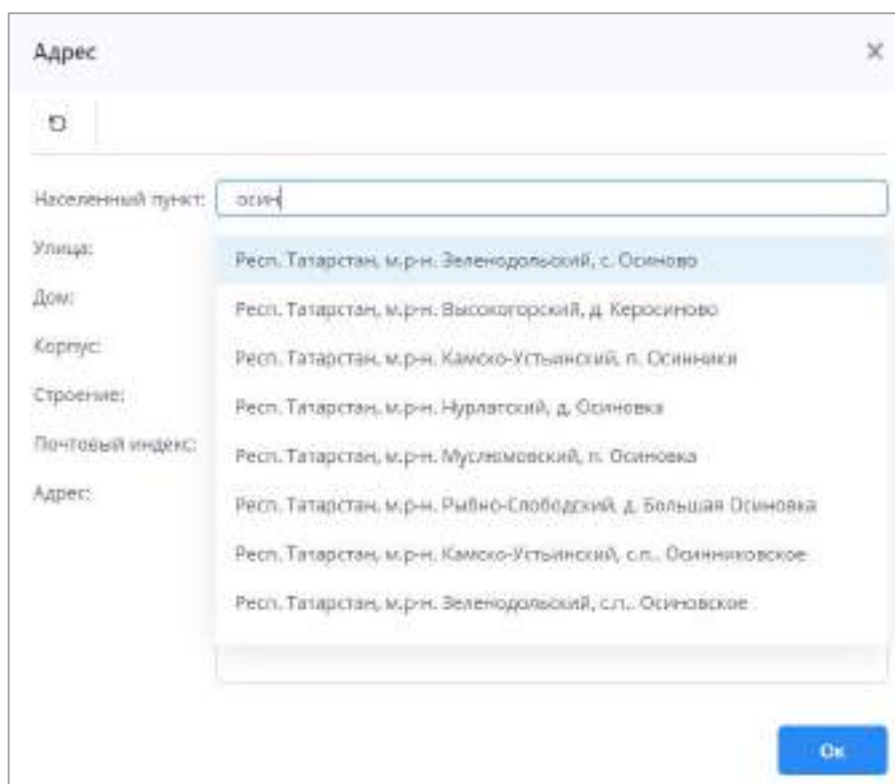 Адрес
Населенный пункт: осин
Улица:
Респ. Татарстан, м.р-н. Зеленодольский, с. Осиново
Дом:
Респ. Татарстан, м.р-н. Высокогорский, д. Керосиново
Корпус:
Респ. Татарстан, м.р-н. Камско-Устьинский, п. Осинники
Строение:
Респ. Татарстан, м.р-н. Нурлатский, д. Осиновка
Почтовый индекс:
Респ. Татарстан, м.р-н. Муслюмовский, п. Осиновка
Адрес:
Респ. Татарстан, м.р-н. Рыбно-Слободский, д. Большая Осиновка
Респ. Татарстан, м.р-н. Камско-Устьинский, с.п.. Осинниковское
Респ. Татарстан, м.р-н. Зеленодольский, с.п.. Осиновское
Ок